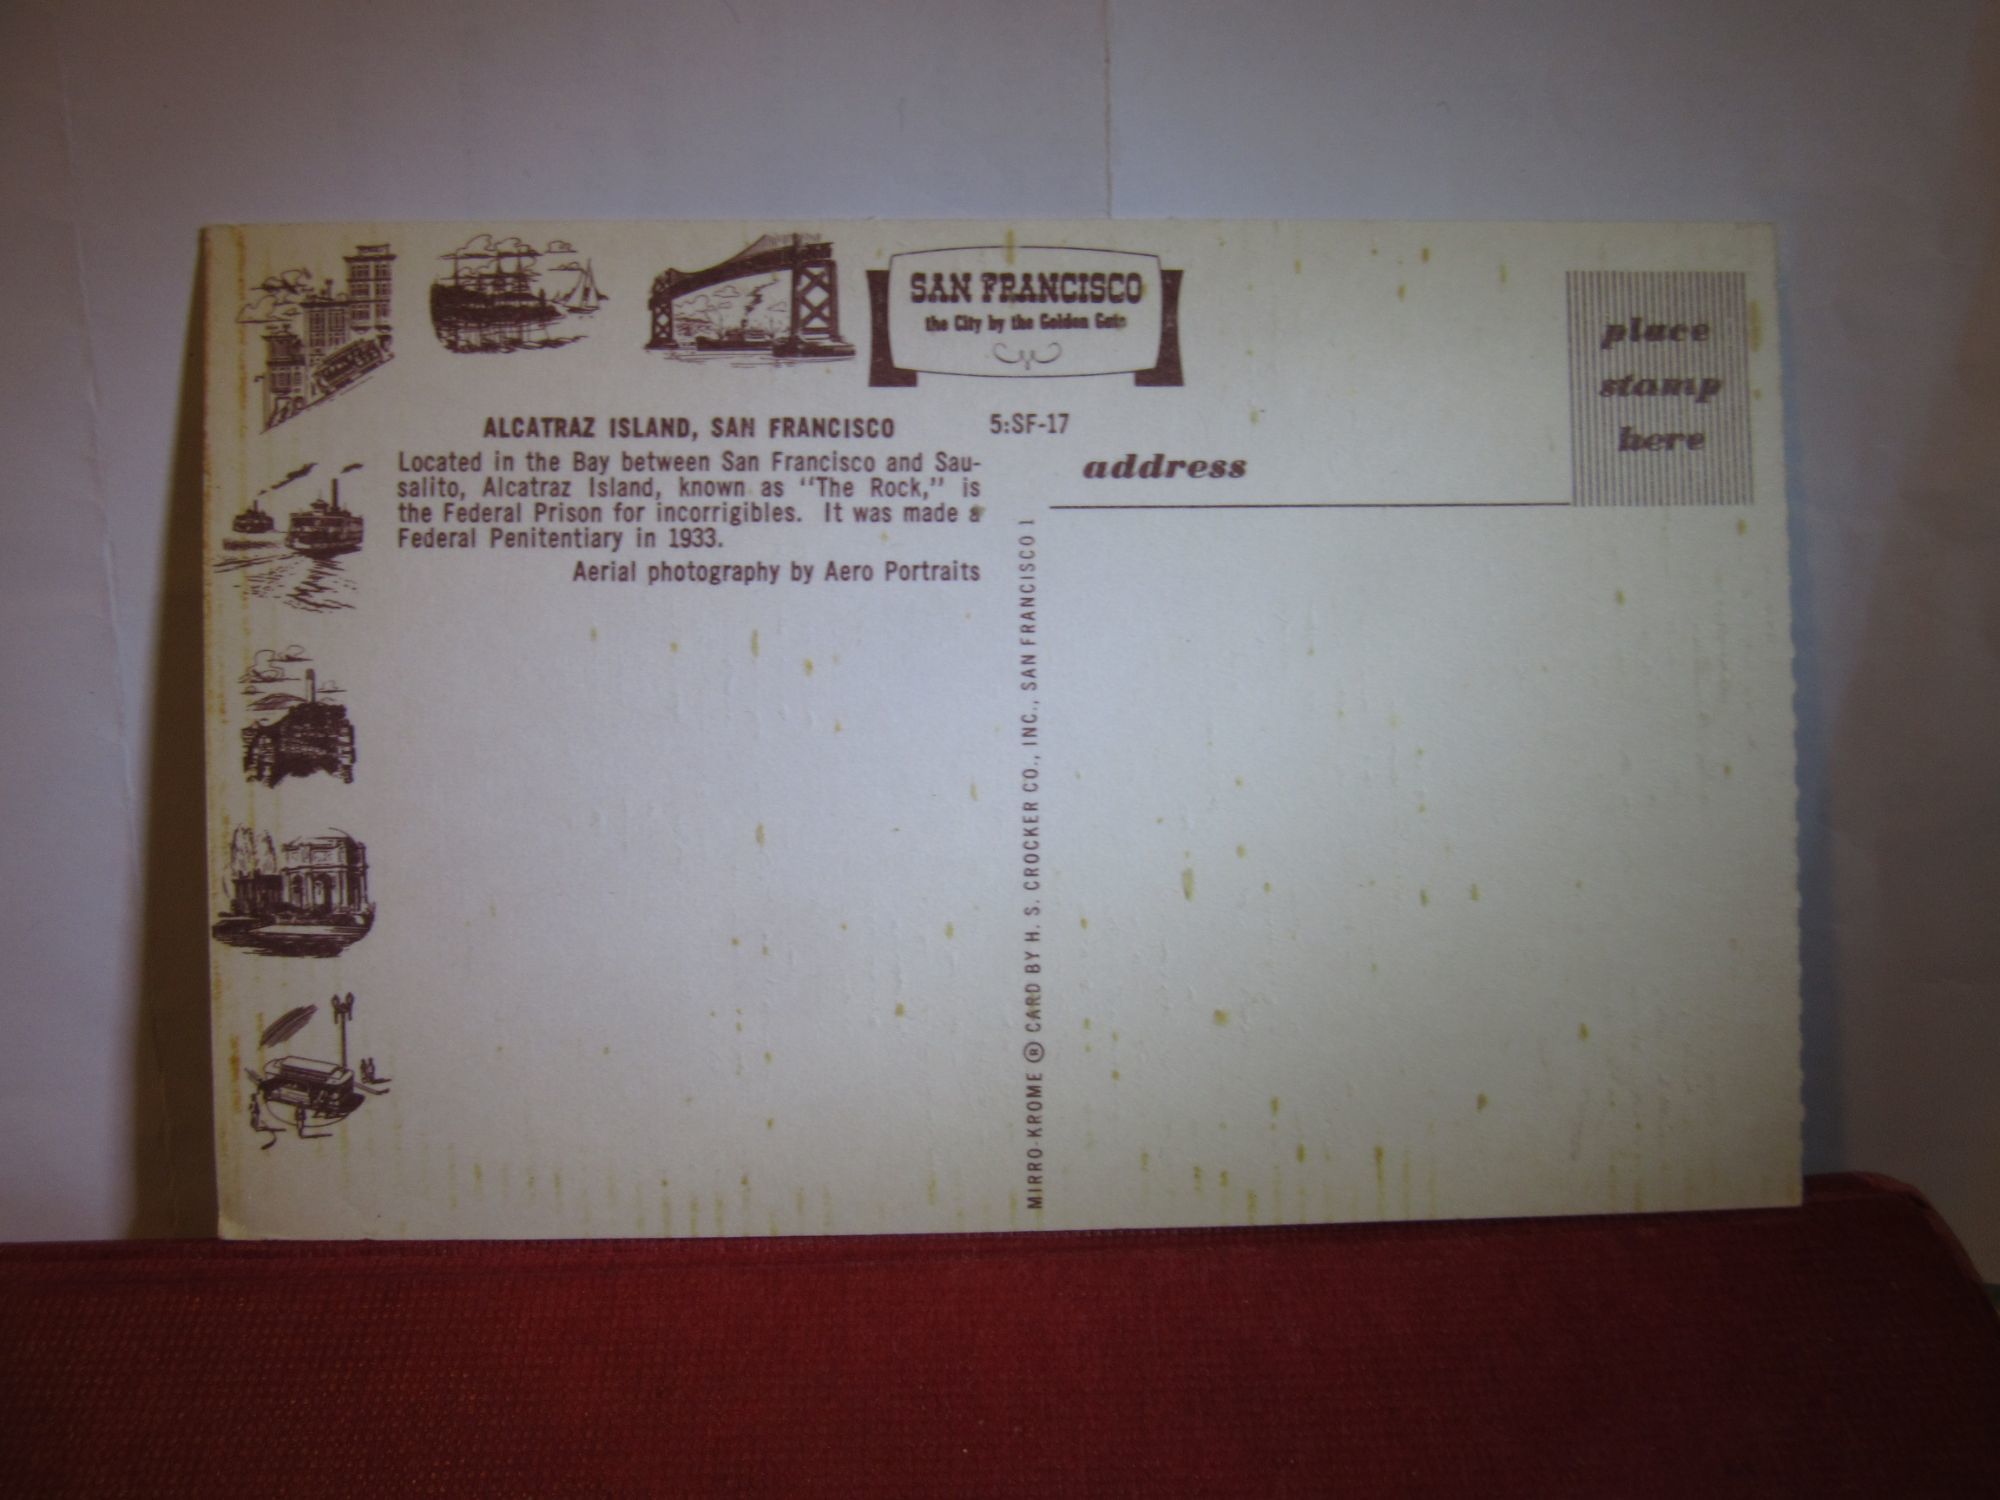 SAN FRANCISCO
the City by the Golden Gate
place
stamp
here
ALCATRAZ ISLAND, SAN FRANCISCO
5:SF-17
Located in the Bay between San Francisco and Sau-
salito, Alcatraz Island, known as “The Rock,” is
the Federal Prison for incorrigibles. It was made a
Federal Penitentiary in 1933.
Aerial photography by Aero Portraits
address
MIRRO-KROME ® CARD BY H. S. CROCKER CO., INC., SAN FRANCISCO 1